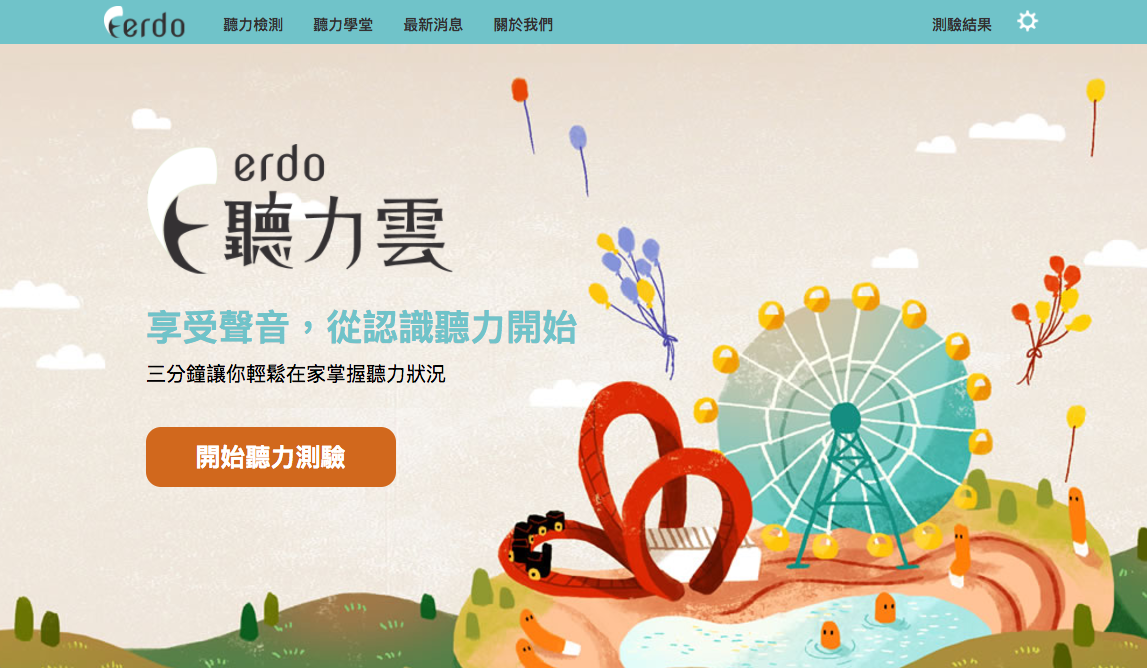 erdo 聽力檢測 聽力學堂 最新消息 關於我們 測驗結果
erdo
聽力雲
享受聲音，從認識聽力開始
三分鐘讓你輕鬆在家掌握聽力狀況
開始聽力測驗